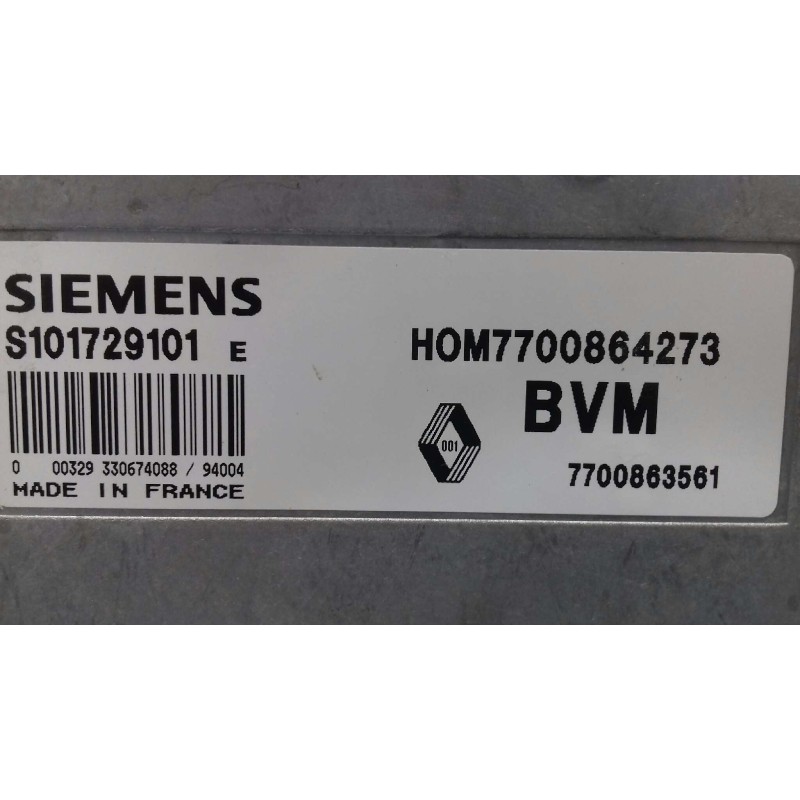 SIEMENS
S101729101 E
0 00329 330674088 / 94004
MADE IN FRANCE
HOM7700864273
BVM
001
7700863561